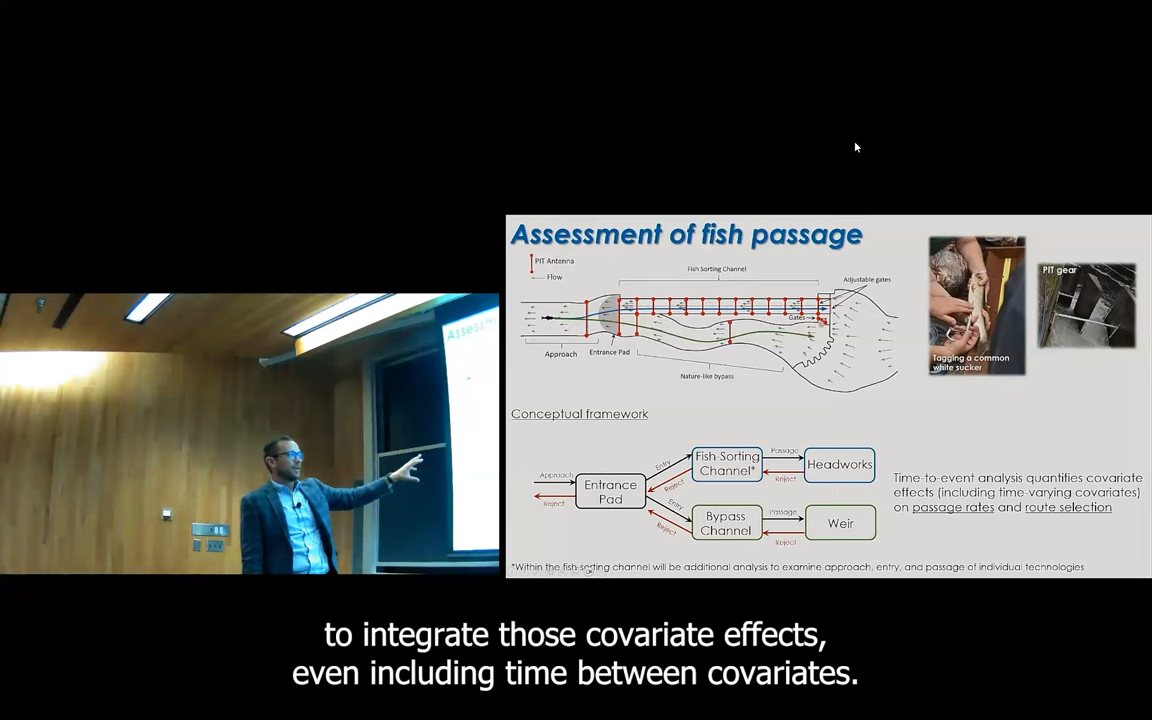 Assessment of fish passage
PIT Antenna
Flow
Fish Sorting Channel
Adjustable gates
Gates
Approach
Entrance Pad
Nature-like bypass
PIT gear
Tagging a common
white sucker
Conceptual framework
Approach
Reject
Entrance
Pad
Entry
Reject
Entry
Reject
Fish-Sorting
Channel*
Passage
Reject
Headworks
Bypass
Channel
Passage
Reject
Weir
Time-to-event analysis quantifies covariate
effects (including time-varying covariates)
on passage rates and route selection
*Within the fish-sorting channel will be additional analysis to examine approach, entry, and passage of individual technologies
Assessm
to integrate those covariate effects,
even including time between covariates.